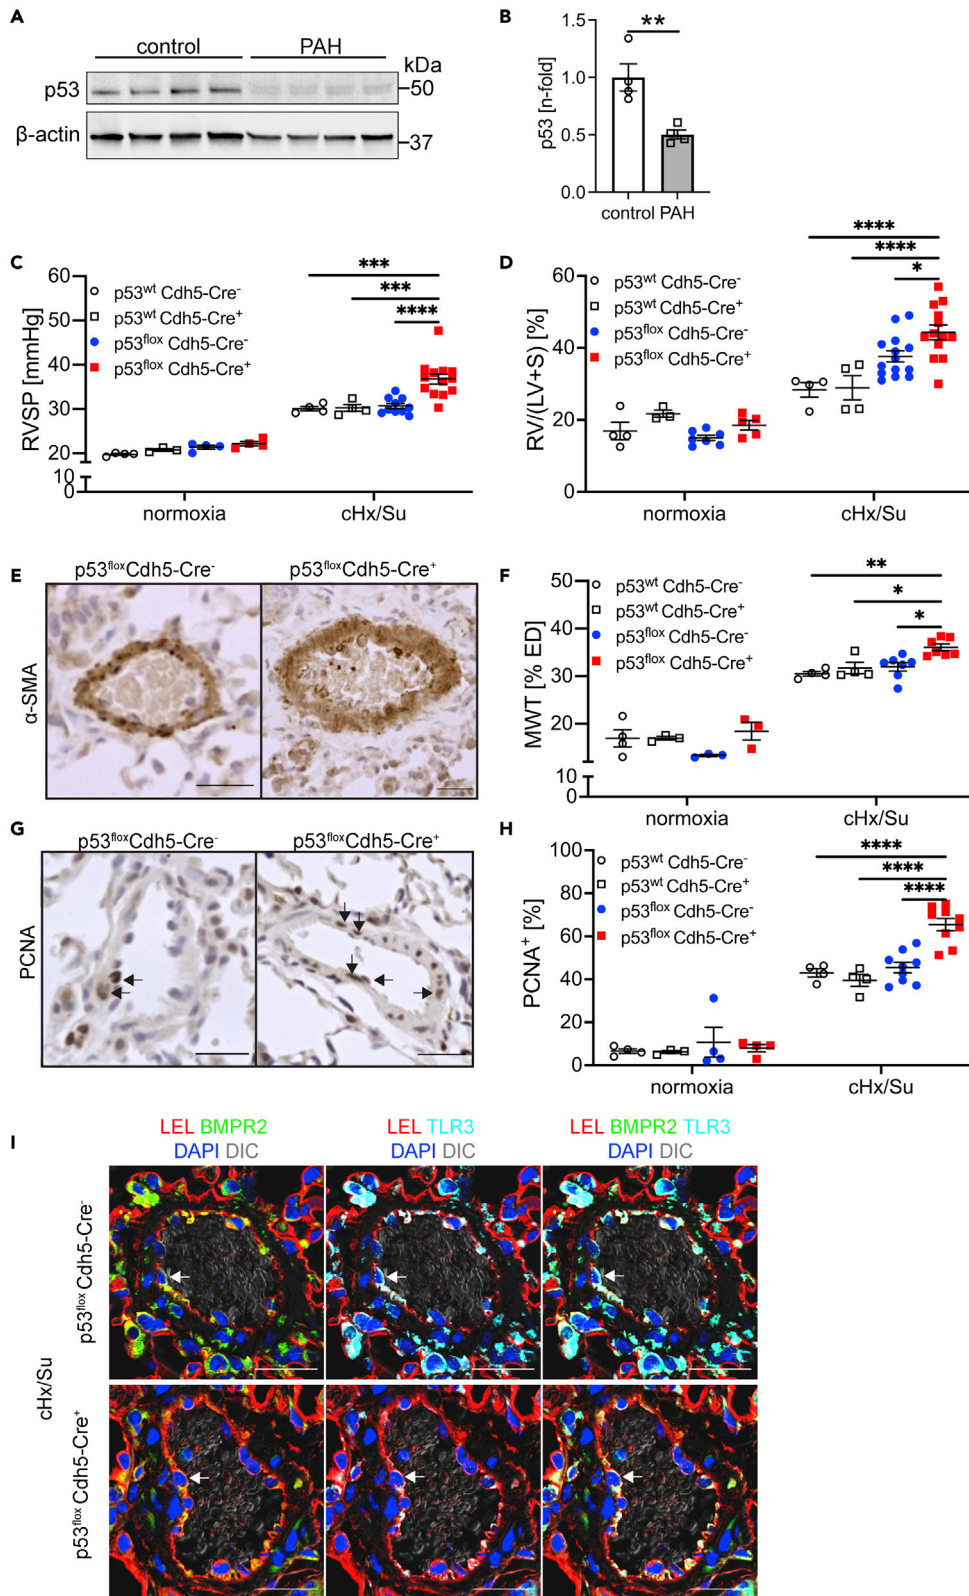 A
control PAH
kDa
p53
50
β-actin
37
B
**
p53 [n-fold]
1.5
1.0
0.5
0.0
control PAH
C
RVSP [mmHg]
60
50
40
30
20
10
0
p53wt Cdh5-Cre-
p53wt Cdh5-Cre+
p53flox Cdh5-Cre-
p53flox Cdh5-Cre+
***
***
****
normoxia
cHx/Su
D
RV/(LV+S) [%]
60
40
20
0
p53wt Cdh5-Cre-
p53wt Cdh5-Cre+
p53flox Cdh5-Cre-
p53flox Cdh5-Cre+
****
****
*
normoxia
cHx/Su
E
p53floxCdh5-Cre-
p53floxCdh5-Cre+
α-SMA
F
MWT [% ED]
50
40
30
20
10
0
p53wt Cdh5-Cre-
p53wt Cdh5-Cre+
p53flox Cdh5-Cre-
p53flox Cdh5-Cre+
**
*
*
normoxia
cHx/Su
G
p53floxCdh5-Cre-
p53floxCdh5-Cre+
PCNA
H
PCNA+ [%]
100
80
60
40
20
0
p53wt Cdh5-Cre-
p53wt Cdh5-Cre+
p53flox Cdh5-Cre-
p53flox Cdh5-Cre+
****
****
****
normoxia
cHx/Su
I
LEL BMPR2
DAPI DIC
LEL TLR3
DAPI DIC
LEL BMPR2 TLR3
DAPI DIC
cHx/Su
p53flox Cdh5-Cre-
p53flox Cdh5-Cre+